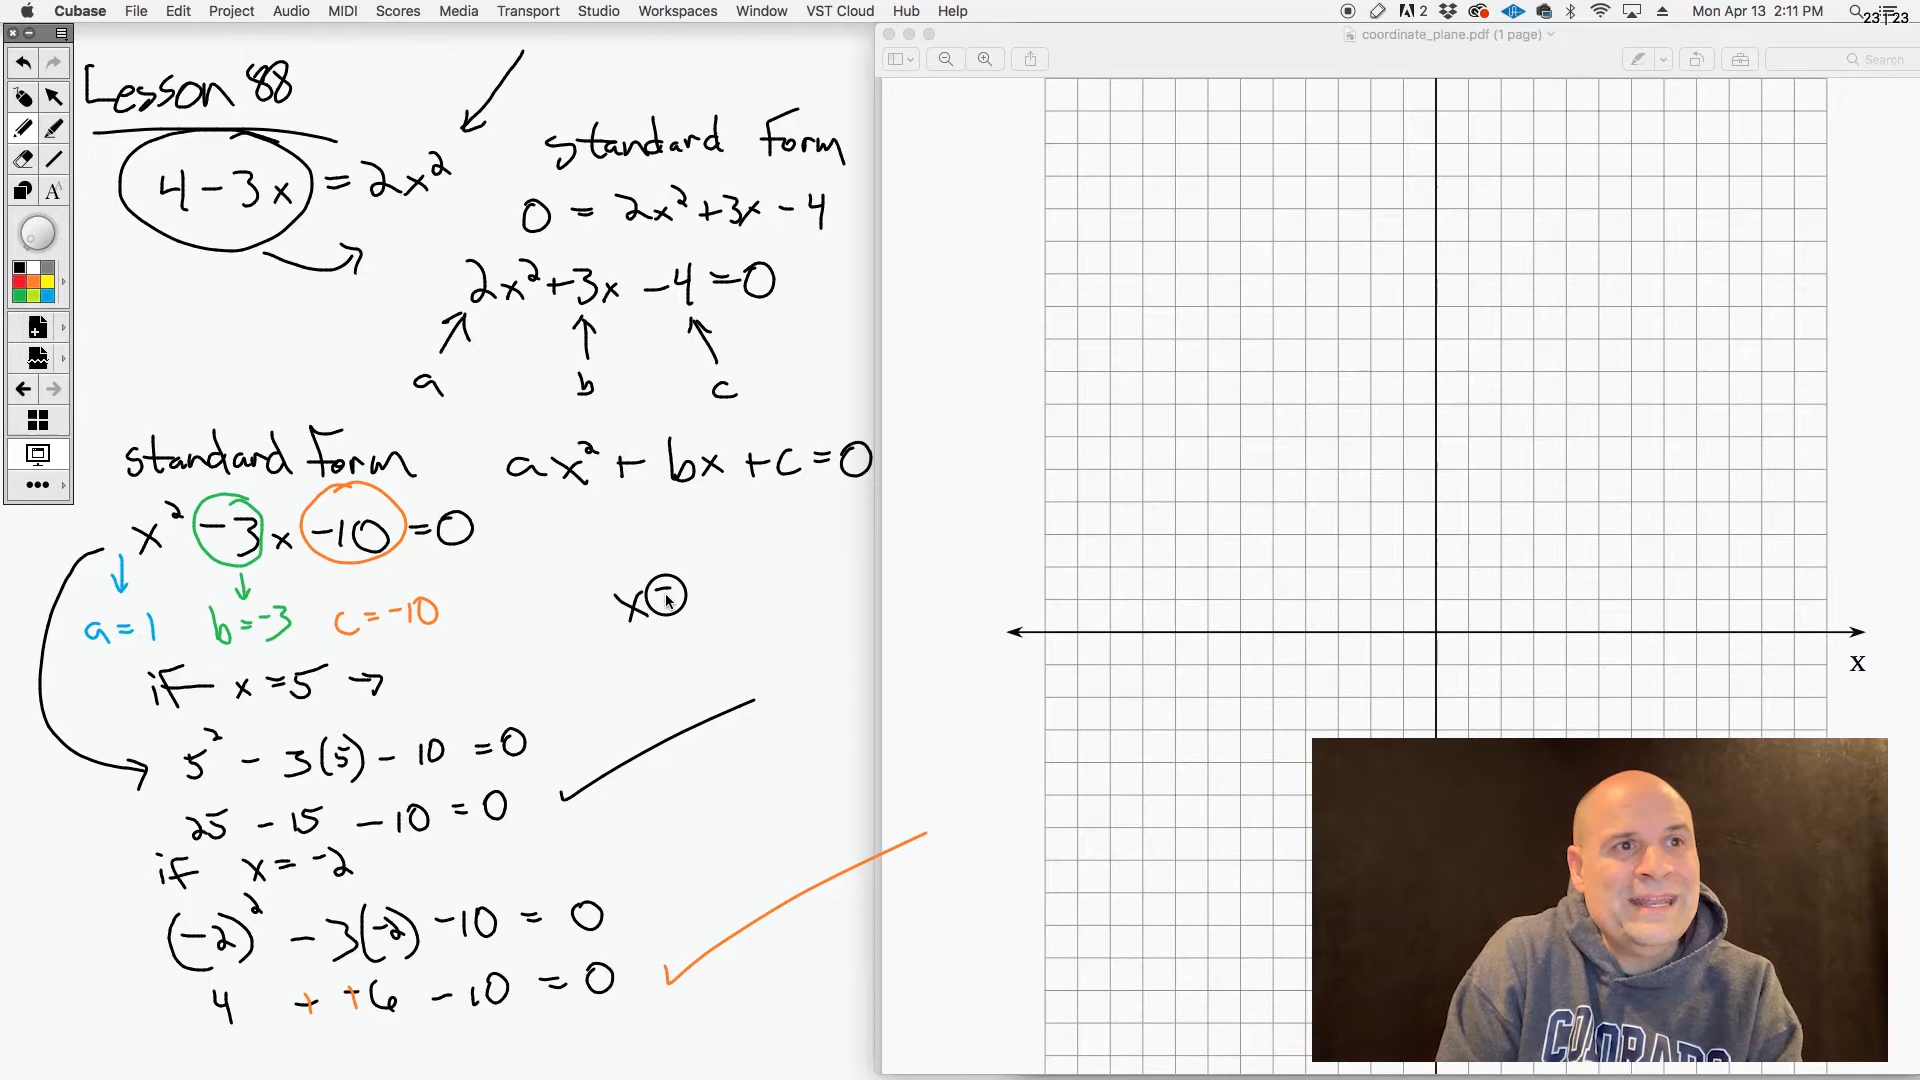 Cubase File Edit Project Audio MIDI Scores Media Transport Studio Workspaces Window VST Cloud Hub Help
2 Mon Apr 13 2:11 PM
23|23
coordinate_plane.pdf (1 page)
Search
Lesson 88
4 - 3x = 2x²
standard form
0 = 2x² + 3x - 4
2x² + 3x - 4 = 0
a b c
standard form ax² + bx + c = 0
x² - 3x - 10 = 0
a = 1 b = -3 c = -10
x
if x = 5 →
5² - 3(5) - 10 = 0
25 - 15 - 10 = 0
if x = -2
(-2)² - 3(-2) - 10 = 0
4 + +6 - 10 = 0
x
COLORADO